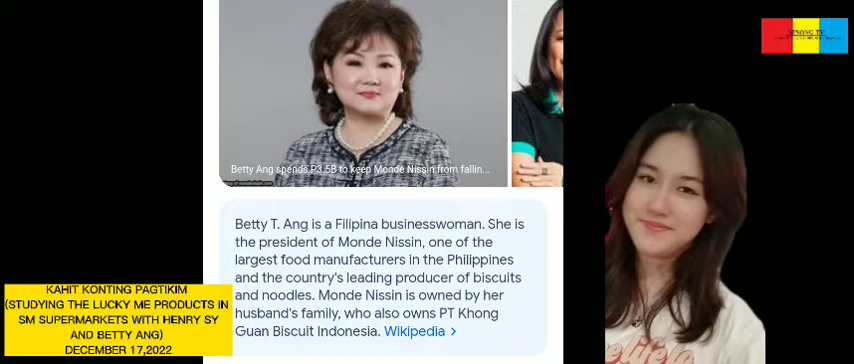 Betty Ang spends P3.5B to keep Monde Nissin from fallin...
Betty T. Ang is a Filipina businesswoman. She is
the president of Monde Nissin, one of the
largest food manufacturers in the Philippines
and the country's leading producer of biscuits
and noodles. Monde Nissin is owned by her
husband's family, who also owns PT Khong
Guan Biscuit Indonesia. Wikipedia >
KAHIT KONTING PAGTIKIM
(STUDYING THE LUCKY ME PRODUCTS IN
SM SUPERMARKETS WITH HENRY SY
AND BETTY ANG)
DECEMBER 17,2022